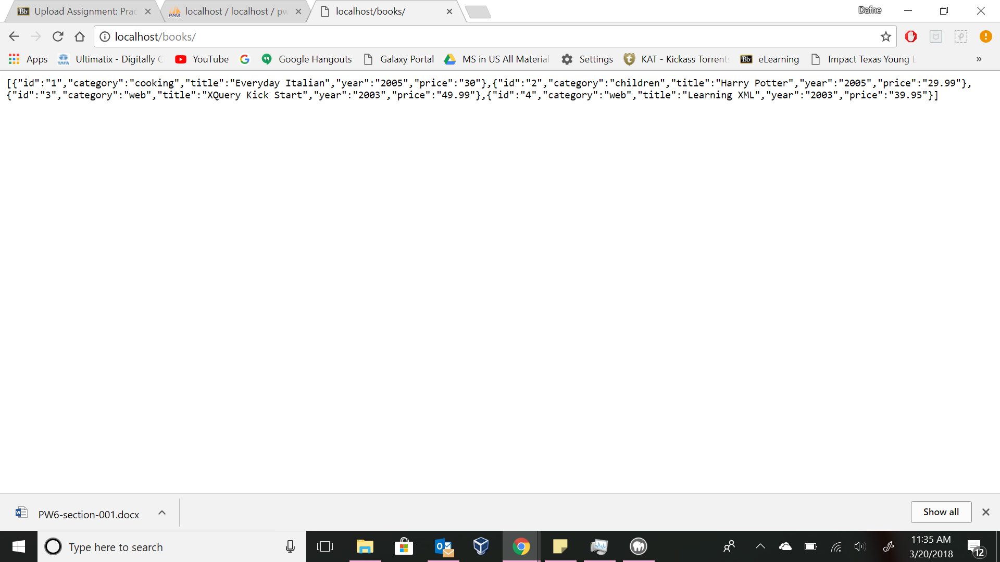 Upload Assignment: Prac
localhost / localhost / pw
localhost/books/
Dafne
localhost/books/
Apps
Ultimatix - Digitally C
YouTube
Google Hangouts
Galaxy Portal
MS in US All Material
Settings
KAT - Kickass Torrents
eLearning
Impact Texas Young D
»
[{"id":"1","category":"cooking","title":"Everyday Italian","year":"2005","price":"30"},{"id":"2","category":"children","title":"Harry Potter","year":"2005","price":"29.99"},
{"id":"3","category":"web","title":"XQuery Kick Start","year":"2003","price":"49.99"},{"id":"4","category":"web","title":"Learning XML","year":"2003","price":"39.95"}]
PW6-section-001.docx
Show all
Type here to search
11:35 AM
3/20/2018
12